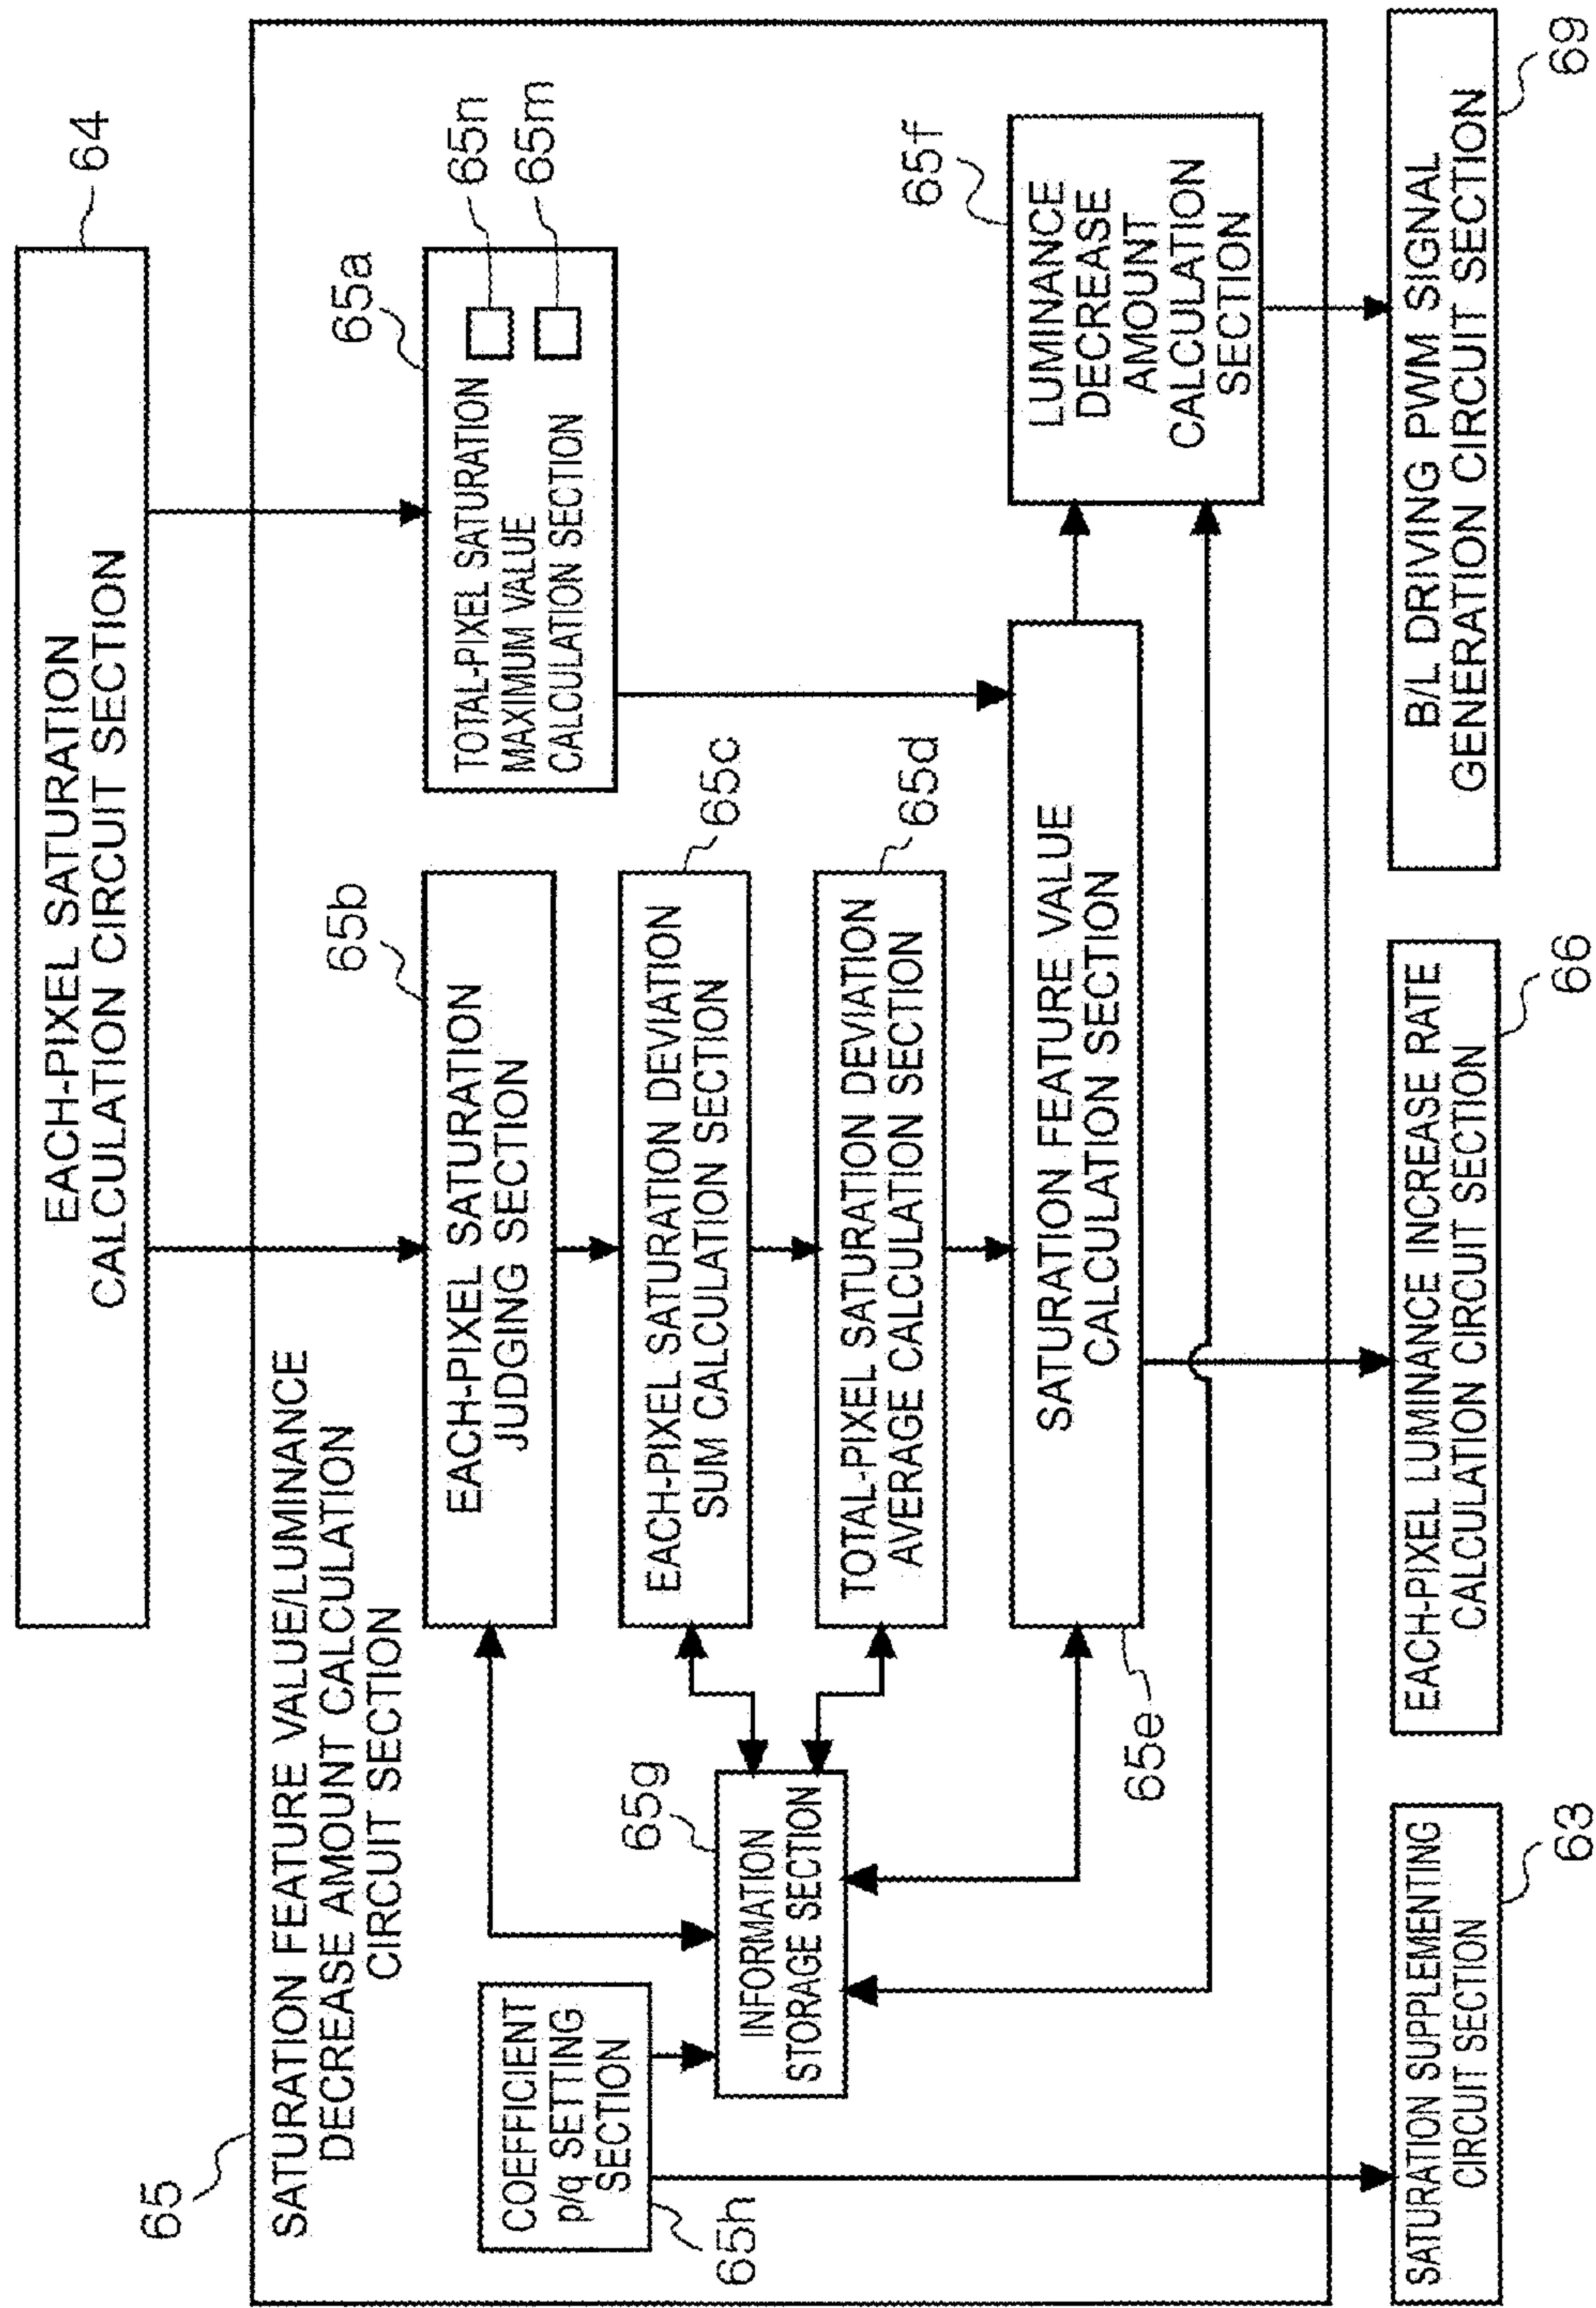 EACH-PIXEL SATURATION
CALCULATION CIRCUIT SECTION
64
65
SATURATION FEATURE VALUE/LUMINANCE
DECREASE AMOUNT CALCULATION
CIRCUIT SECTION
65b
EACH-PIXEL SATURATION
JUDGING SECTION
65a
TOTAL-PIXEL SATURATION
MAXIMUM VALUE
CALCULATION SECTION
65n
65m
COEFFICIENT
p/q SETTING
SECTION
65h
65c
EACH-PIXEL SATURATION DEVIATION
SUM CALCULATION SECTION
65g
INFORMATION
STORAGE SECTION
65d
TOTAL-PIXEL SATURATION DEVIATION
AVERAGE CALCULATION SECTION
65e
SATURATION FEATURE VALUE
CALCULATION SECTION
65f
LUMINANCE
DECREASE
AMOUNT
CALCULATION
SECTION
SATURATION SUPPLEMENTING
CIRCUIT SECTION
63
EACH-PIXEL LUMINANCE INCREASE RATE
CALCULATION CIRCUIT SECTION
66
B/L DRIVING PWM SIGNAL
GENERATION CIRCUIT SECTION
69